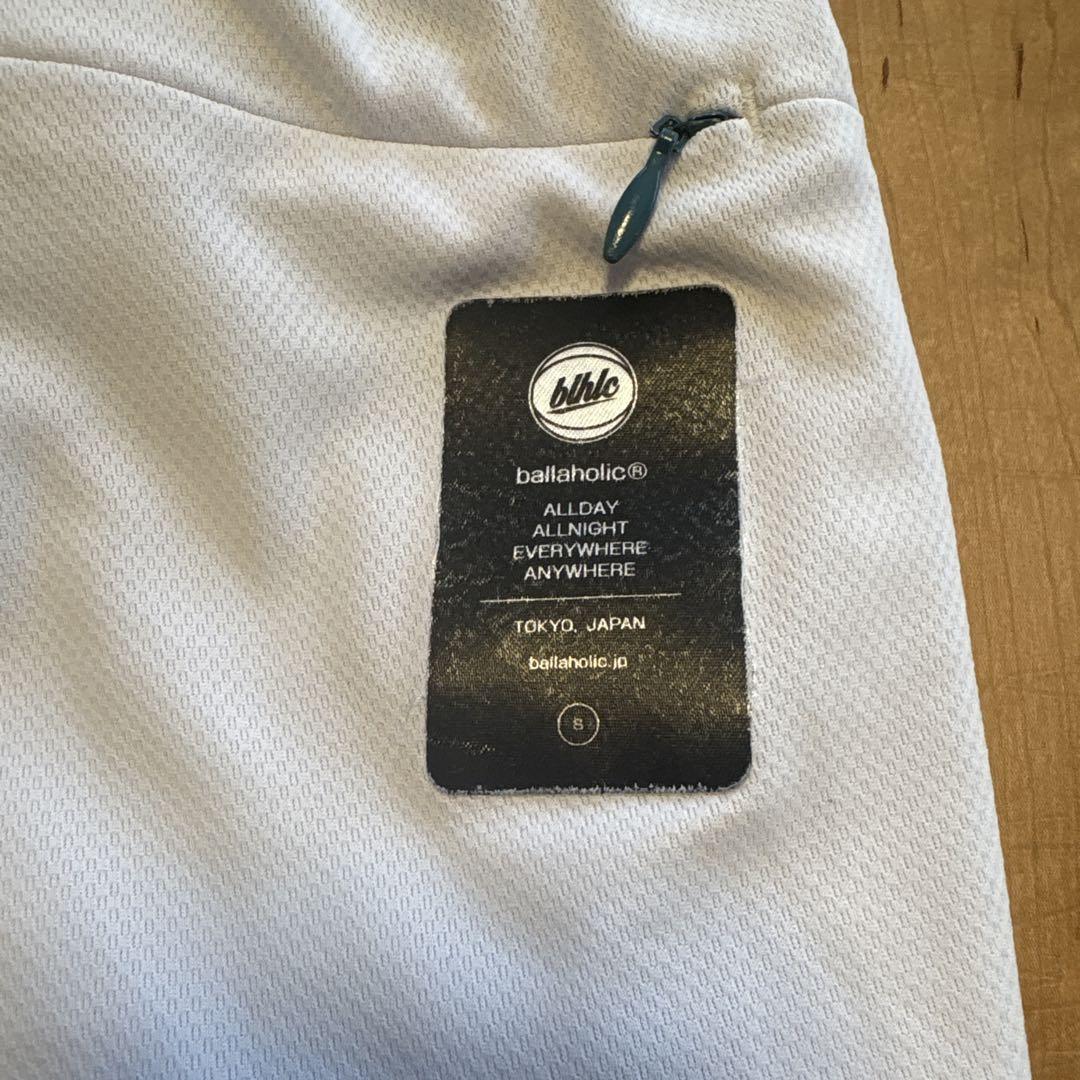 blhlc
ballaholic®
ALLDAY
ALLNIGHT
EVERYWHERE
ANYWHERE
TOKYO, JAPAN
ballaholic.jp
S